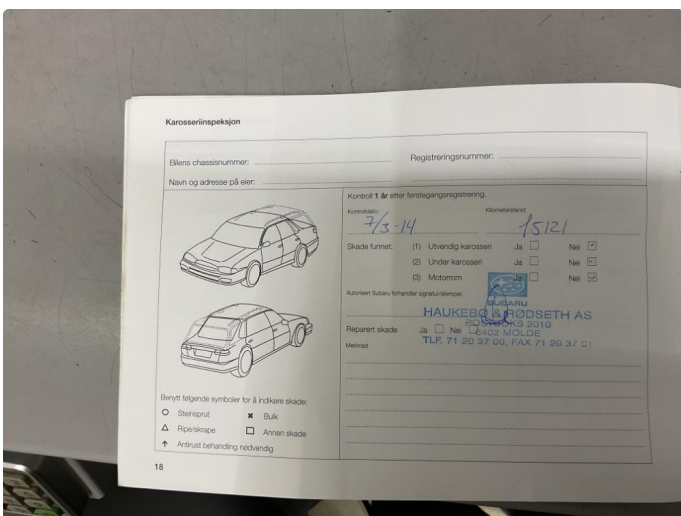 Karosseriinspeksjon
Bilens chassisnummer:
Registreringsnummer:
Navn og adresse på eier:
Kontroll 1 år etter førstegangsregistrering.
Kontrolldato: Kilometerstand:
7/3-14 15121
Skade funnet: (1) Utvendig karosseri Ja Nei
(2) Under karosseri Ja Nei
(3) Motorrom Ja Nei
Autorisert Subaru forhandler signatur/stempel:
SUBARU
HAUKEBØ & RØDSETH AS
POSTBOKS 2010
6402 MOLDE
TLF. 71 20 37 00, FAX 71 20 37 01
Reparert skade Ja Nei
Merknad
Benytt følgende symboler for å indikere skade:
Steinsprut Bulk
Ripe/skrape Annen skade
Antirust behandling nødvendig
18